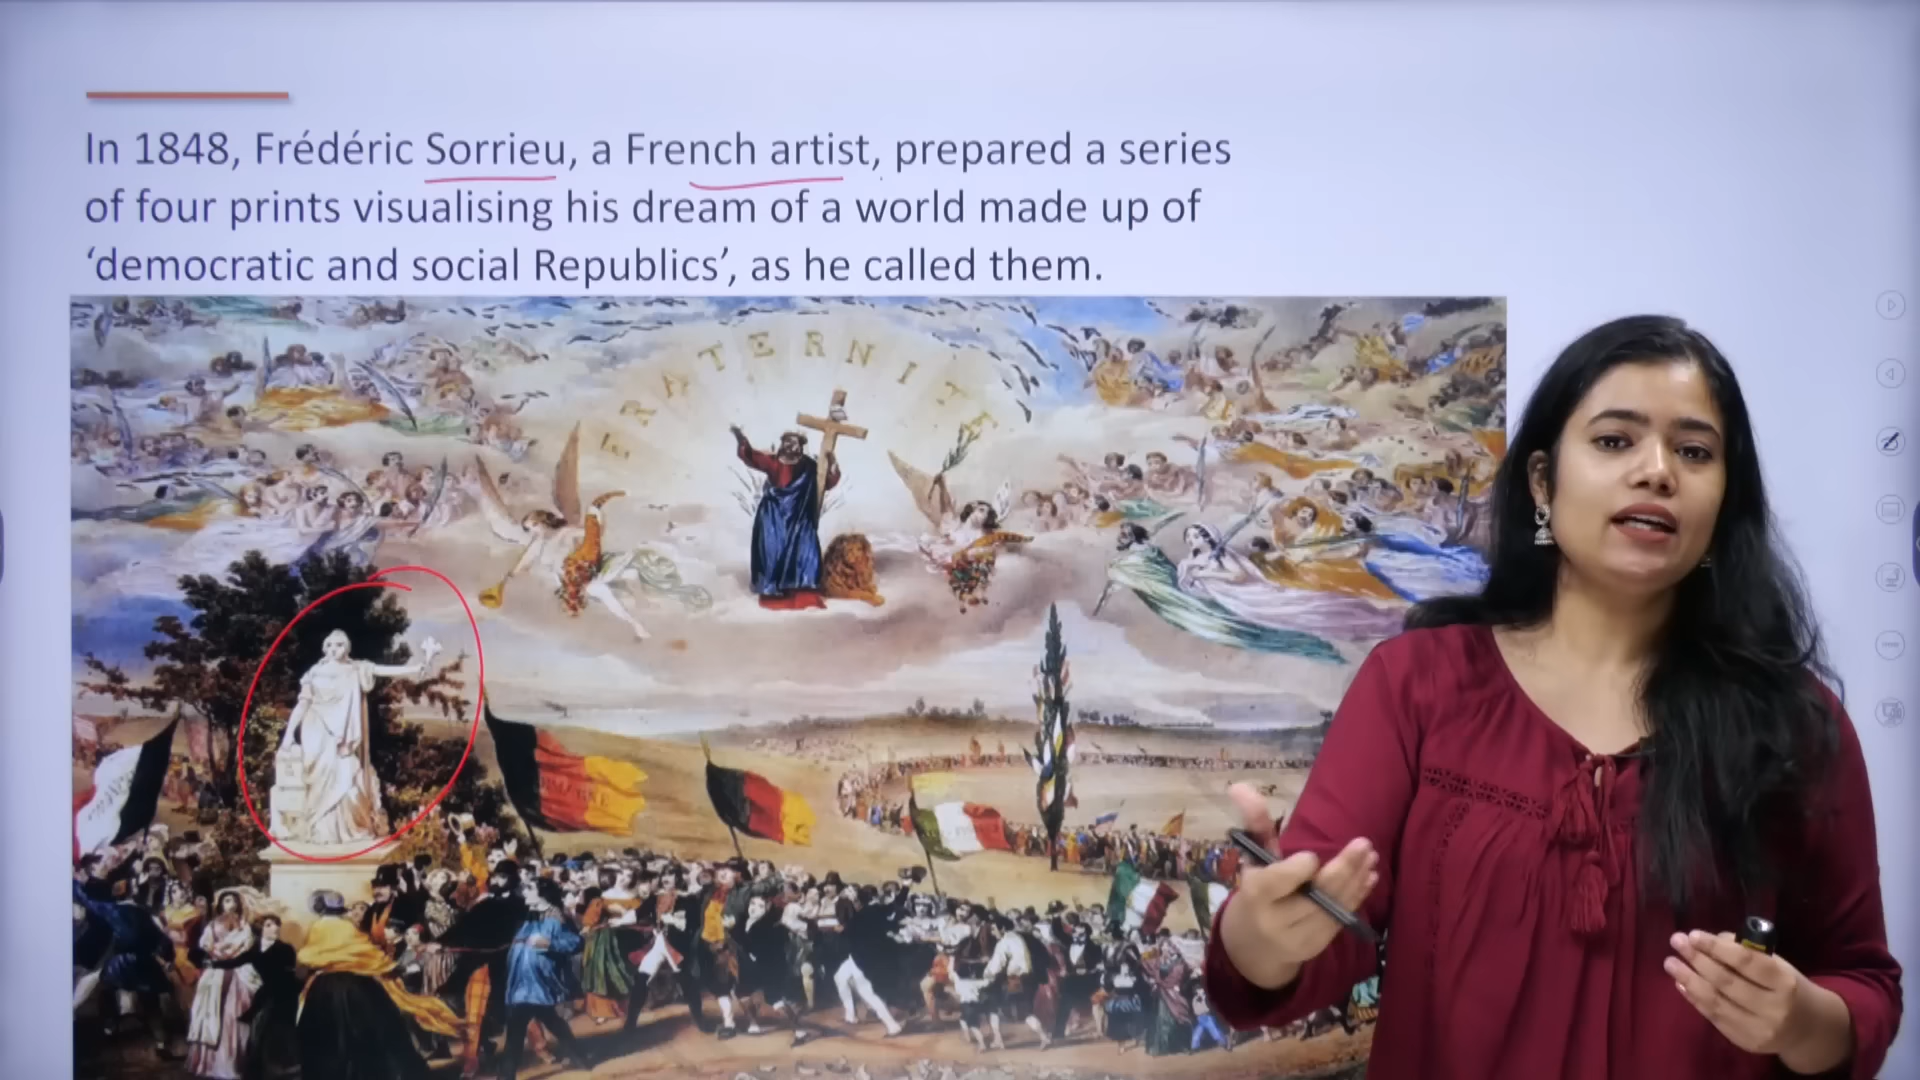 In 1848, Frédéric Sorrieu, a French artist, prepared a series
of four prints visualising his dream of a world made up of
‘democratic and social Republics’, as he called them.
FRATERNITÉ